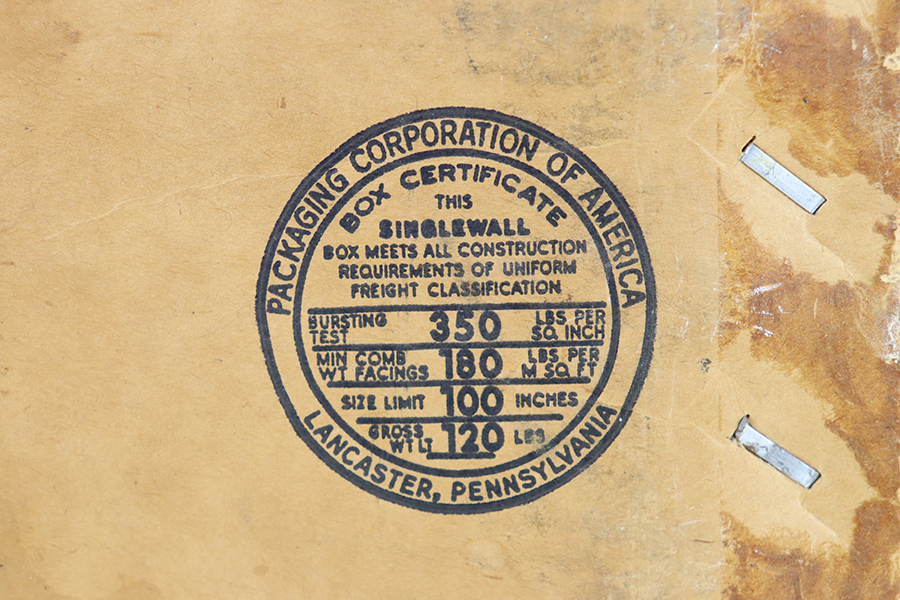 PACKAGING CORPORATION OF AMERICA
BOX CERTIFICATE
THIS
SINGLEWALL
BOX MEETS ALL CONSTRUCTION
REQUIREMENTS OF UNIFORM
FREIGHT CLASSIFICATION
BURSTING TEST 350 LBS PER SQ INCH
MIN COMB WT FACINGS 180 LBS PER M SQ FT
SIZE LIMIT 100 INCHES
GROSS WT LT 120 LBS
LANCASTER, PENNSYLVANIA